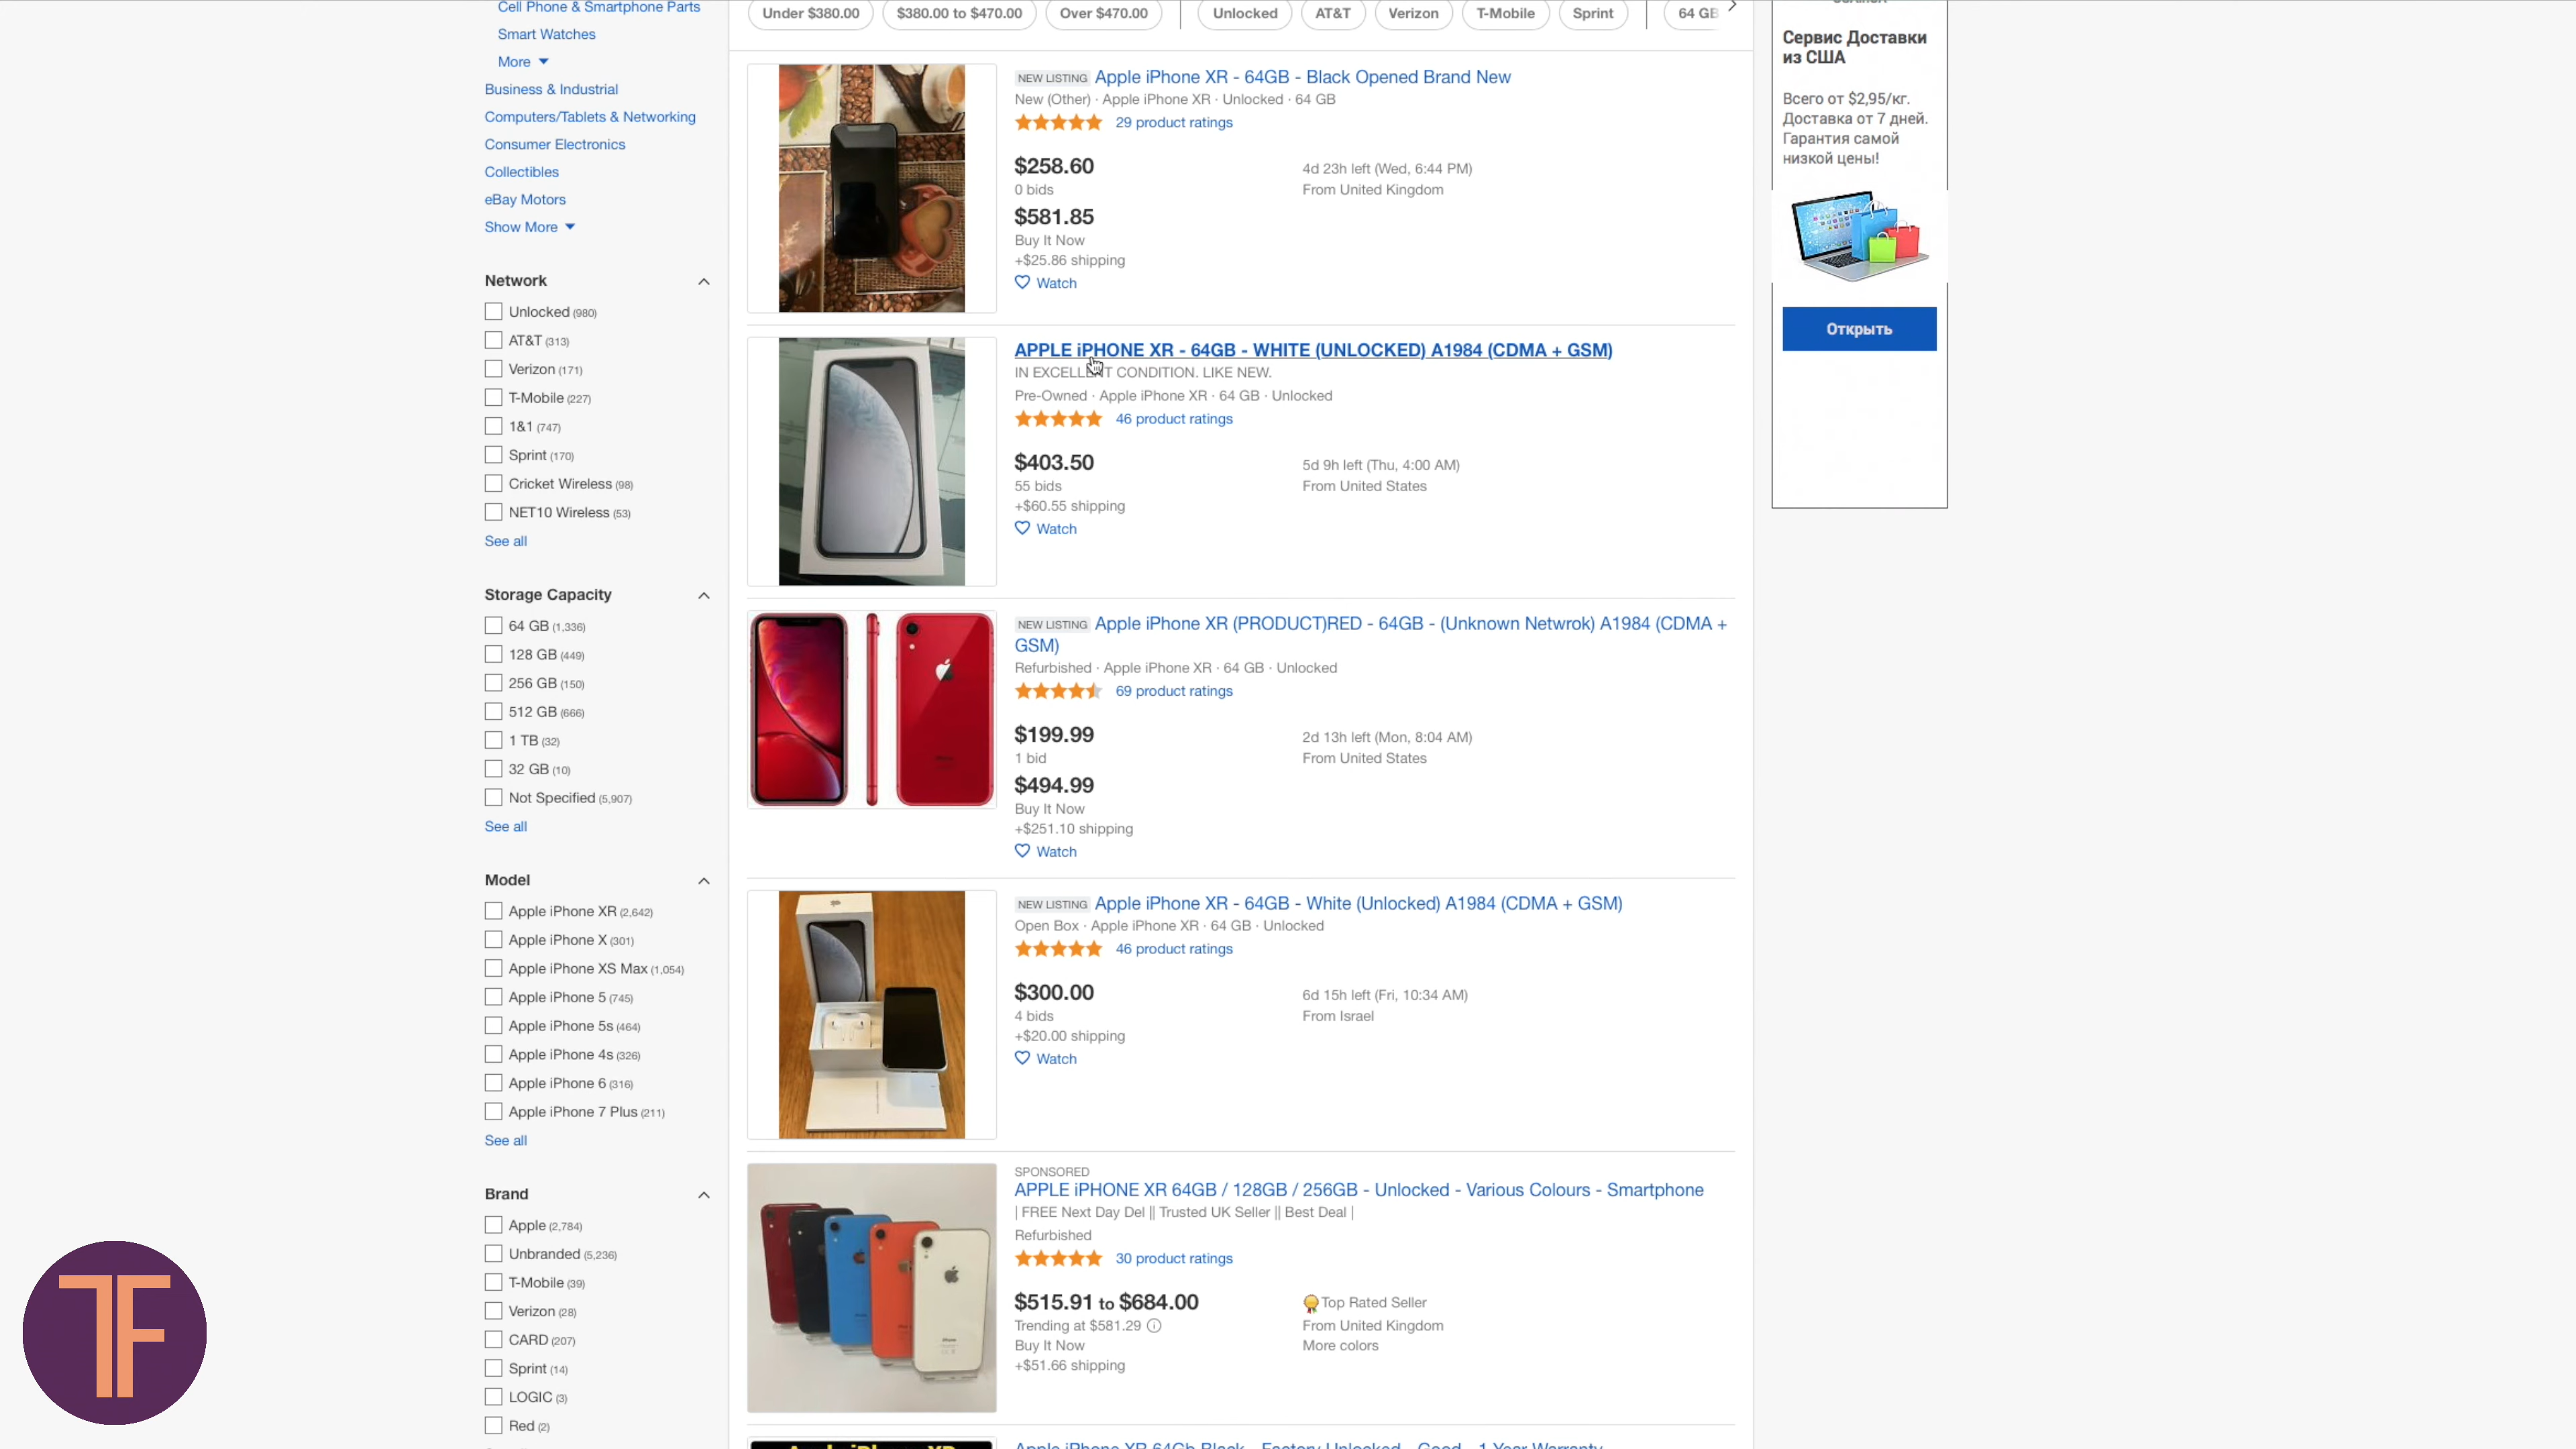 Cell Phone & Smartphone Parts
Smart Watches
More
Business & Industrial
Computers/Tablets & Networking
Consumer Electronics
Collectibles
eBay Motors
Show More
Network
Unlocked (980)
AT&T (313)
Verizon (171)
T-Mobile (227)
1&1 (747)
Sprint (170)
Cricket Wireless (98)
NET10 Wireless (53)
See all
Storage Capacity
64 GB (1,336)
128 GB (449)
256 GB (150)
512 GB (666)
1 TB (32)
32 GB (10)
Not Specified (5,907)
See all
Model
Apple iPhone XR (2,642)
Apple iPhone X (301)
Apple iPhone XS Max (1,054)
Apple iPhone 5 (745)
Apple iPhone 5s (464)
Apple iPhone 4s (326)
Apple iPhone 6 (316)
Apple iPhone 7 Plus (211)
See all
Brand
Apple (2,784)
Unbranded (5,236)
T-Mobile (39)
Verizon (28)
CARD (207)
Sprint (14)
LOGIC (3)
Red (2)
TF
Under $380.00 $380.00 to $470.00 Over $470.00 Unlocked AT&T Verizon T-Mobile Sprint 64 GB
NEW LISTING Apple iPhone XR - 64GB - Black Opened Brand New
New (Other) · Apple iPhone XR · Unlocked · 64 GB
29 product ratings
$258.60 4d 23h left (Wed, 6:44 PM)
0 bids From United Kingdom
$581.85
Buy It Now
+$25.86 shipping
Watch
APPLE iPHONE XR - 64GB - WHITE (UNLOCKED) A1984 (CDMA + GSM)
IN EXCELLENT CONDITION. LIKE NEW.
Pre-Owned · Apple iPhone XR · 64 GB · Unlocked
46 product ratings
$403.50 5d 9h left (Thu, 4:00 AM)
55 bids From United States
+$60.55 shipping
Watch
NEW LISTING Apple iPhone XR (PRODUCT)RED - 64GB - (Unknown Netwrok) A1984 (CDMA +
GSM)
Refurbished · Apple iPhone XR · 64 GB · Unlocked
69 product ratings
$199.99 2d 13h left (Mon, 8:04 AM)
1 bid From United States
$494.99
Buy It Now
+$251.10 shipping
Watch
NEW LISTING Apple iPhone XR - 64GB - White (Unlocked) A1984 (CDMA + GSM)
Open Box · Apple iPhone XR · 64 GB · Unlocked
46 product ratings
$300.00 6d 15h left (Fri, 10:34 AM)
4 bids From Israel
+$20.00 shipping
Watch
SPONSORED
APPLE iPHONE XR 64GB / 128GB / 256GB - Unlocked - Various Colours - Smartphone
| FREE Next Day Del || Trusted UK Seller || Best Deal |
Refurbished
30 product ratings
$515.91 to $684.00 Top Rated Seller
Trending at $581.29 From United Kingdom
Buy It Now More colors
+$51.66 shipping
Apple iPhone XR 64Gb Black - Factory Unlocked - Good - 1 Year Warranty
Сервис Доставки
из США
Всего от $2,95/кг.
Доставка от 7 дней.
Гарантия самой
низкой цены!
Открыть